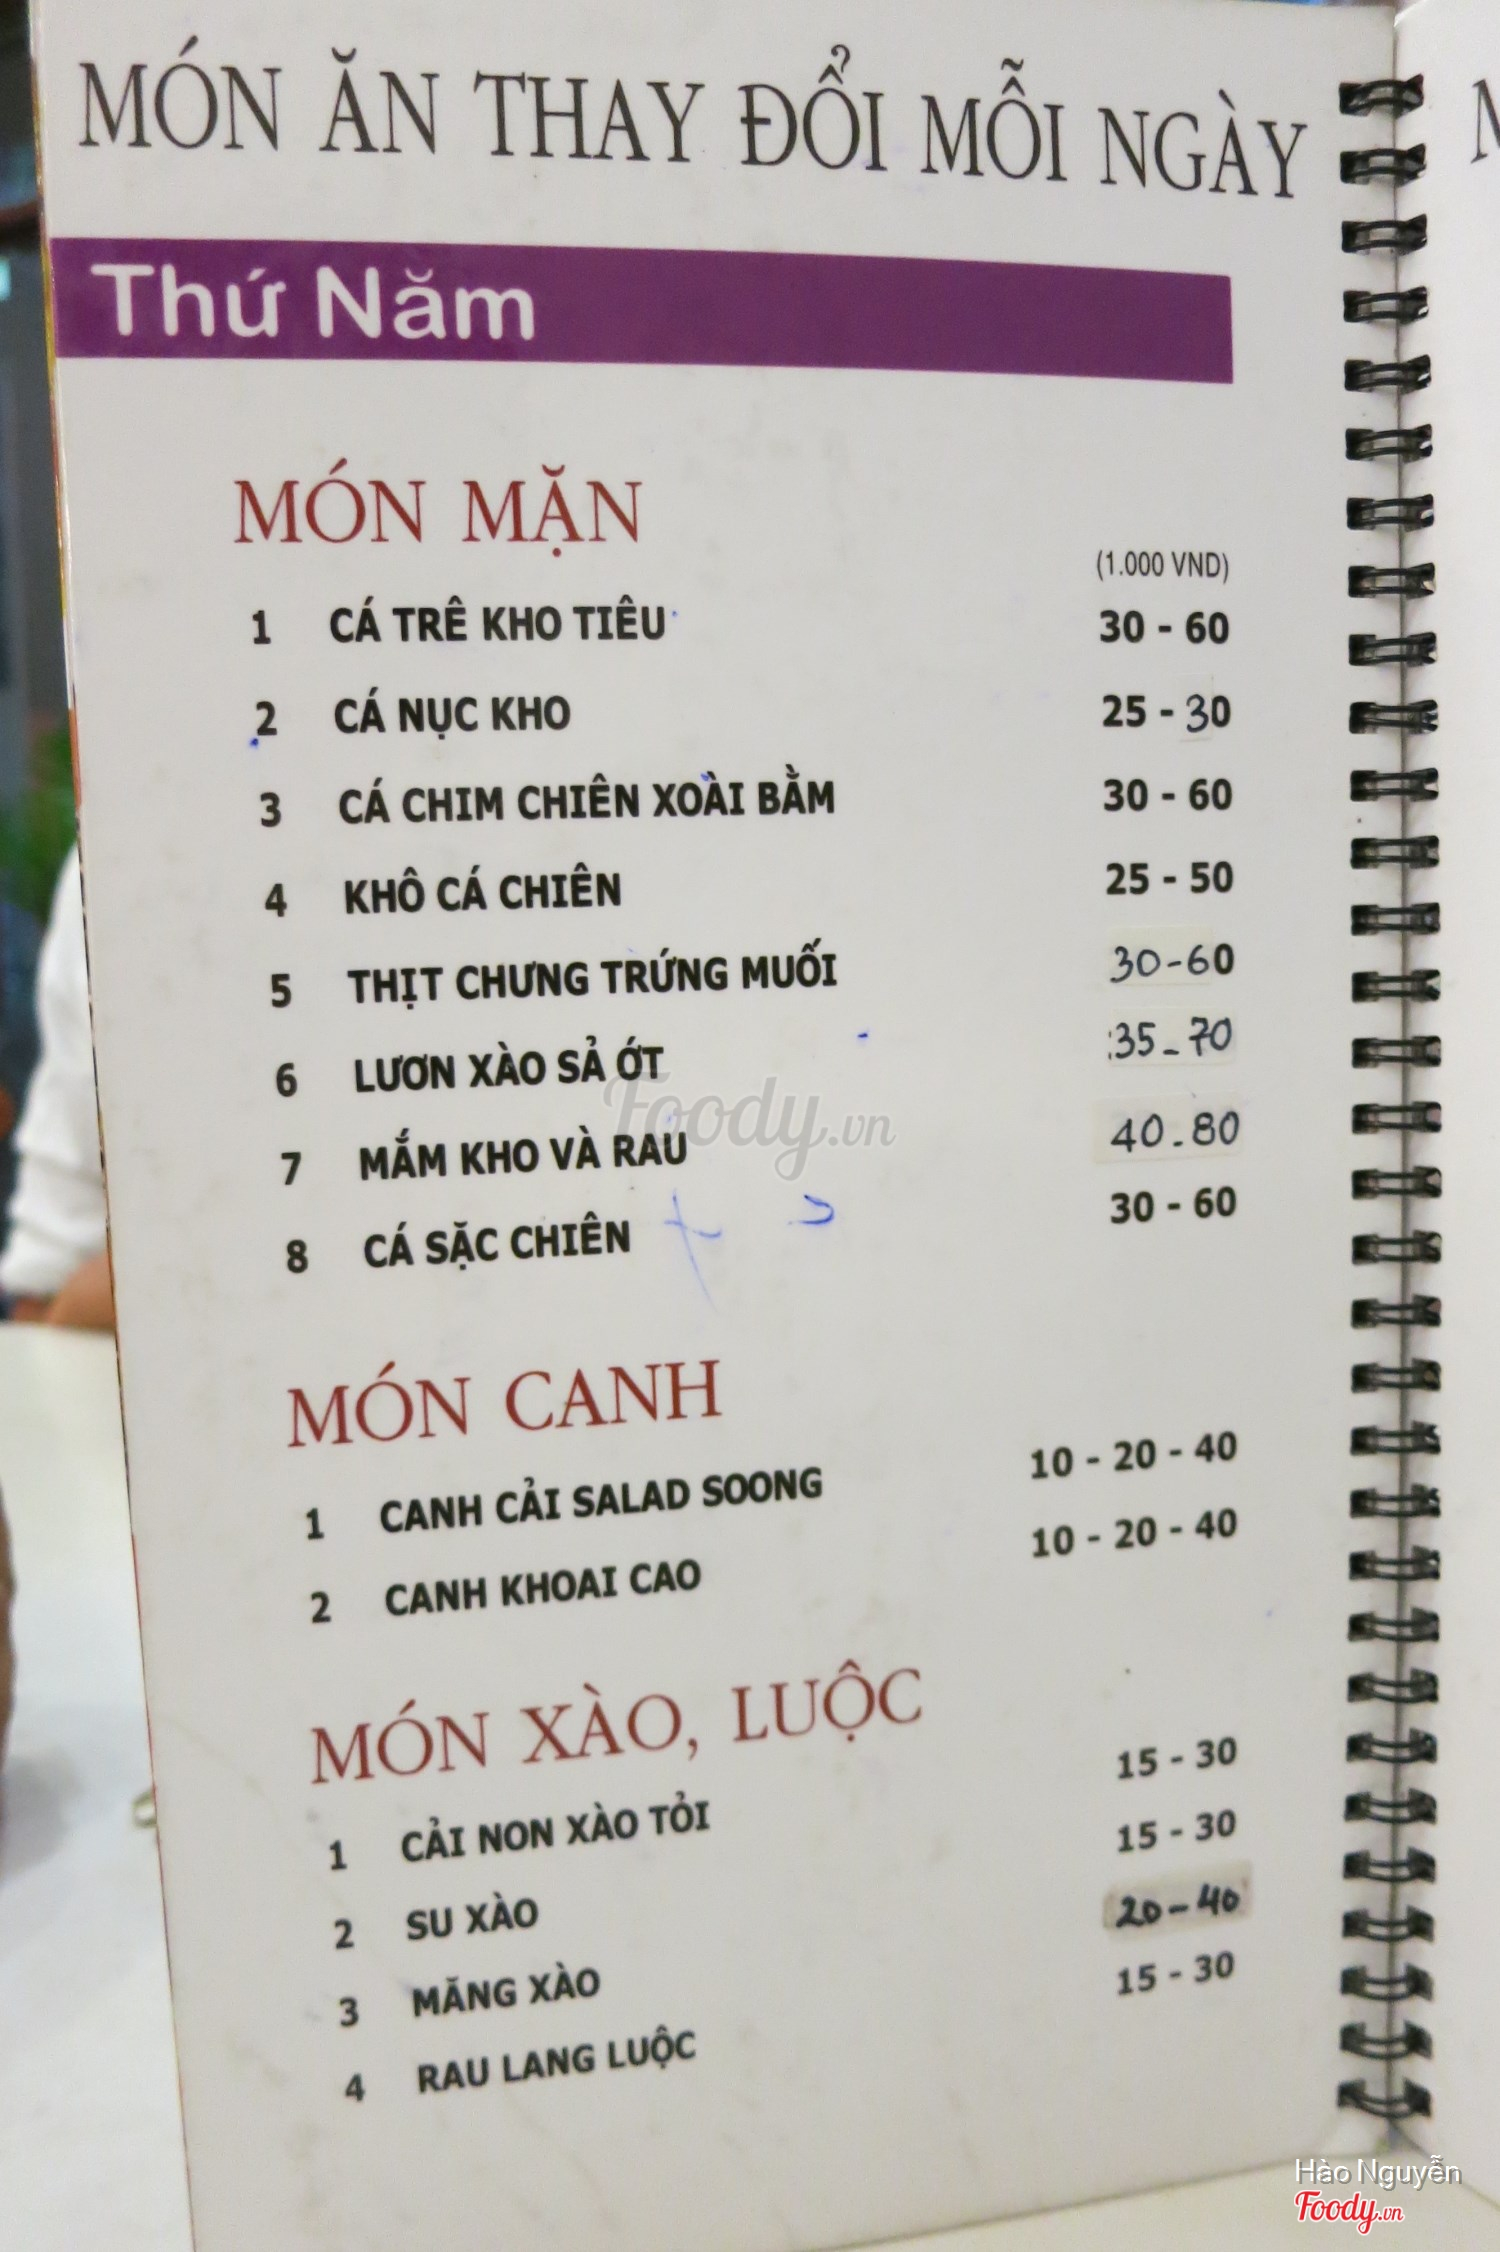 MÓN ĂN THAY ĐỔI MỖI NGÀY
Thứ Năm
MÓN MẶN
(1.000 VND)
1 CÁ TRÊ KHO TIÊU 30 - 60
2 CÁ NỤC KHO 25 - 30
3 CÁ CHIM CHIÊN XOÀI BẰM 30 - 60
4 KHÔ CÁ CHIÊN 25 - 50
5 THỊT CHƯNG TRỨNG MUỐI 30-60
6 LƯƠN XÀO SẢ ỚT 35-70
7 MẮM KHO VÀ RAU 40-80
8 CÁ SẶC CHIÊN 30 - 60
MÓN CANH
1 CANH CẢI SALAD SOONG 10 - 20 - 40
2 CANH KHOAI CAO 10 - 20 - 40
MÓN XÀO, LUỘC
1 CẢI NON XÀO TỎI 15 - 30
2 SU XÀO 15 - 30
3 MĂNG XÀO 20-40
4 RAU LANG LUỘC 15 - 30
Foody.vn
Hào Nguyễn
Foody.vn